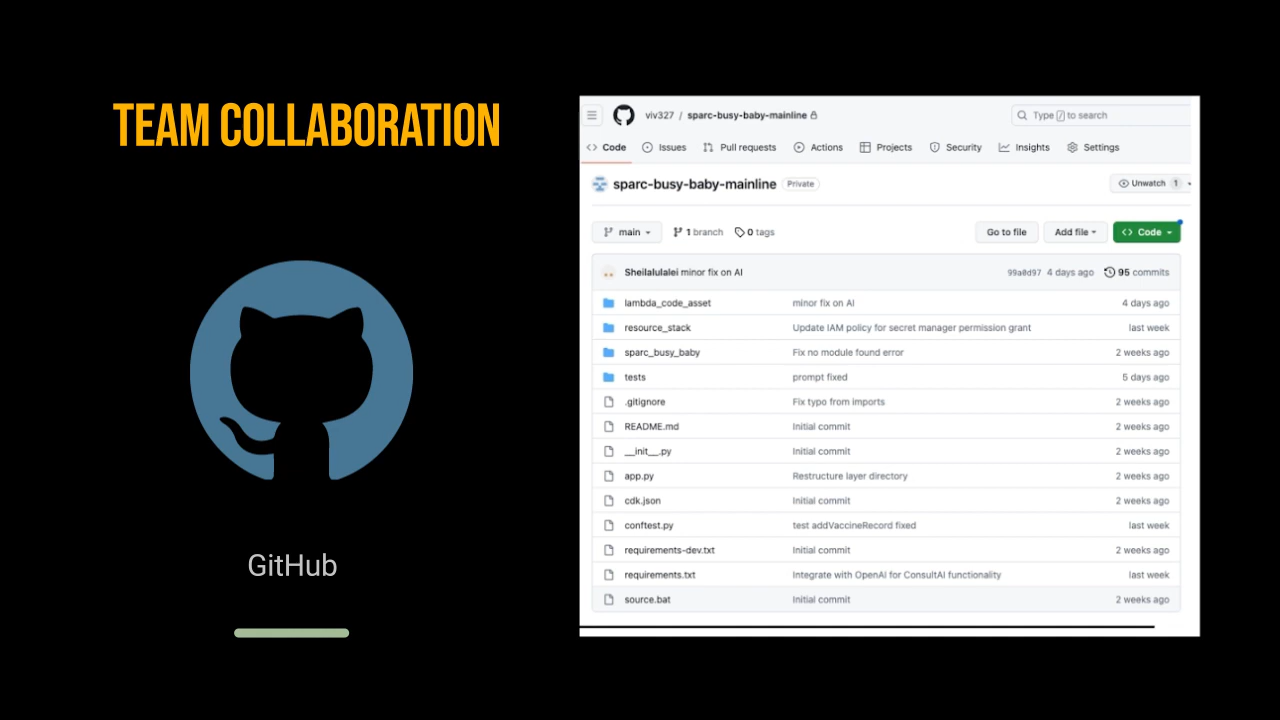 TEAM COLLABORATION
GitHub
viv327 / sparc-busy-baby-mainline
Type / to search
Code Issues Pull requests Actions Projects Security Insights Settings
sparc-busy-baby-mainline Private
Unwatch 1
main 1 branch 0 tags Go to file Add file Code
Sheilalulalei minor fix on AI 99a8d97 4 days ago 95 commits
lambda_code_asset minor fix on AI 4 days ago
resource_stack Update IAM policy for secret manager permission grant last week
sparc_busy_baby Fix no module found error 2 weeks ago
tests prompt fixed 5 days ago
.gitignore Fix typo from imports 2 weeks ago
README.md Initial commit 2 weeks ago
__init__.py Initial commit 2 weeks ago
app.py Restructure layer directory 2 weeks ago
cdk.json Initial commit 2 weeks ago
conftest.py test addVaccineRecord fixed last week
requirements-dev.txt Initial commit 2 weeks ago
requirements.txt Integrate with OpenAI for ConsultAI functionality last week
source.bat Initial commit 2 weeks ago